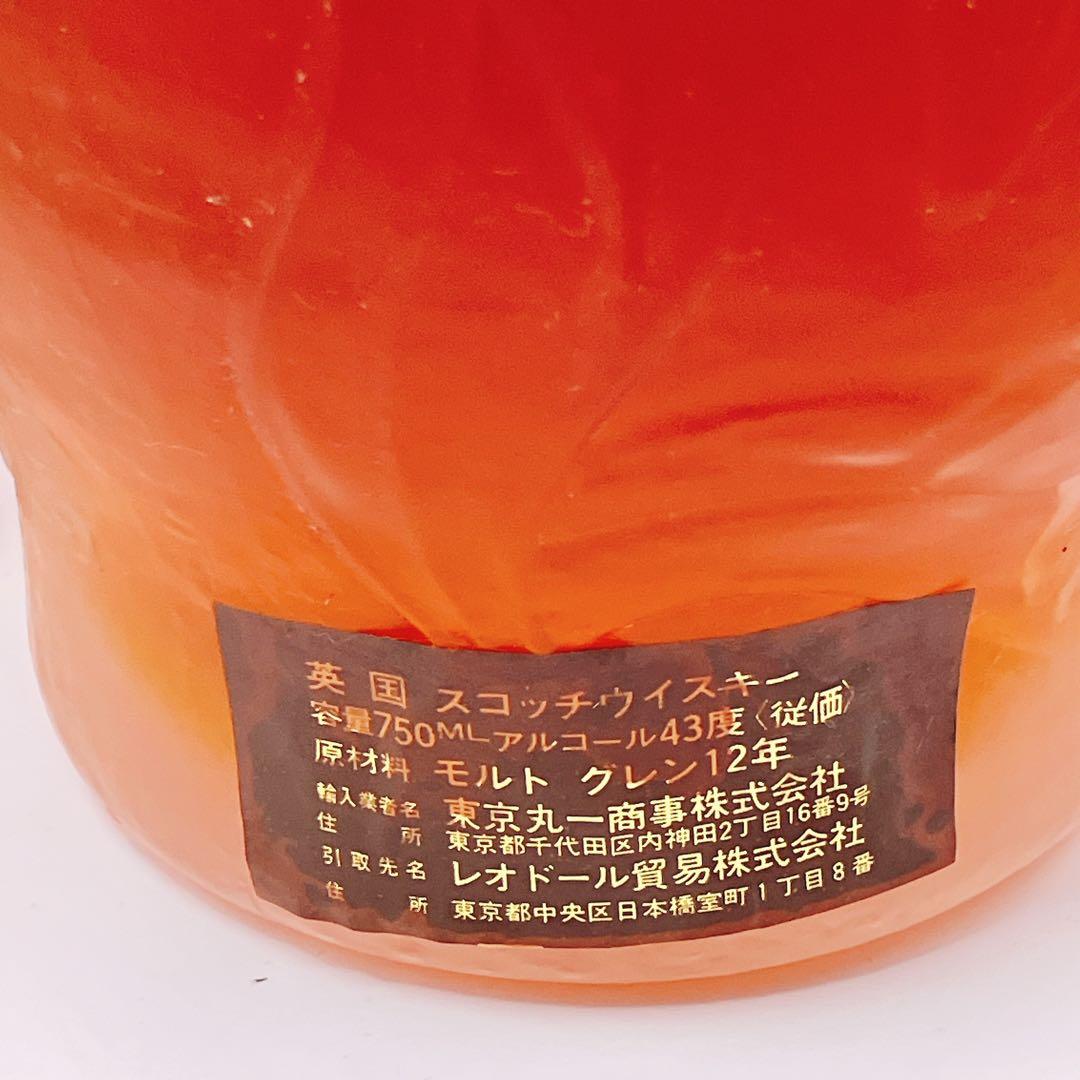 英国 スコッチウイスキー
容量750ML アルコール43度〈従価〉
原材料 モルト グレン12年
輸入業者名 東京丸一商事株式会社
住所 東京都千代田区内神田2丁目16番9号
引取先名 レオドール貿易株式会社
住所 東京都中央区日本橋室町1丁目8番